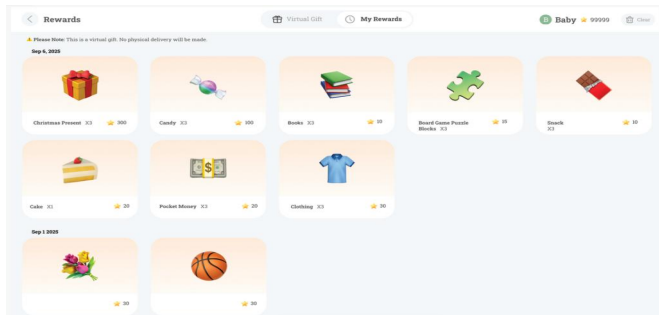 Rewards
Virtual Gift
My Rewards
B Baby 99999
Clear
Please Note: This is a virtual gift. No physical delivery will be made.
Sep 6, 2025
Christmas Present X3 300
Candy X3 100
Books X3 10
Board Game Puzzle Blocks X3 15
Snack X3 10
Cake X1 20
Pocket Money X3 20
Clothing X3 30
Sep 1 2025
30
30